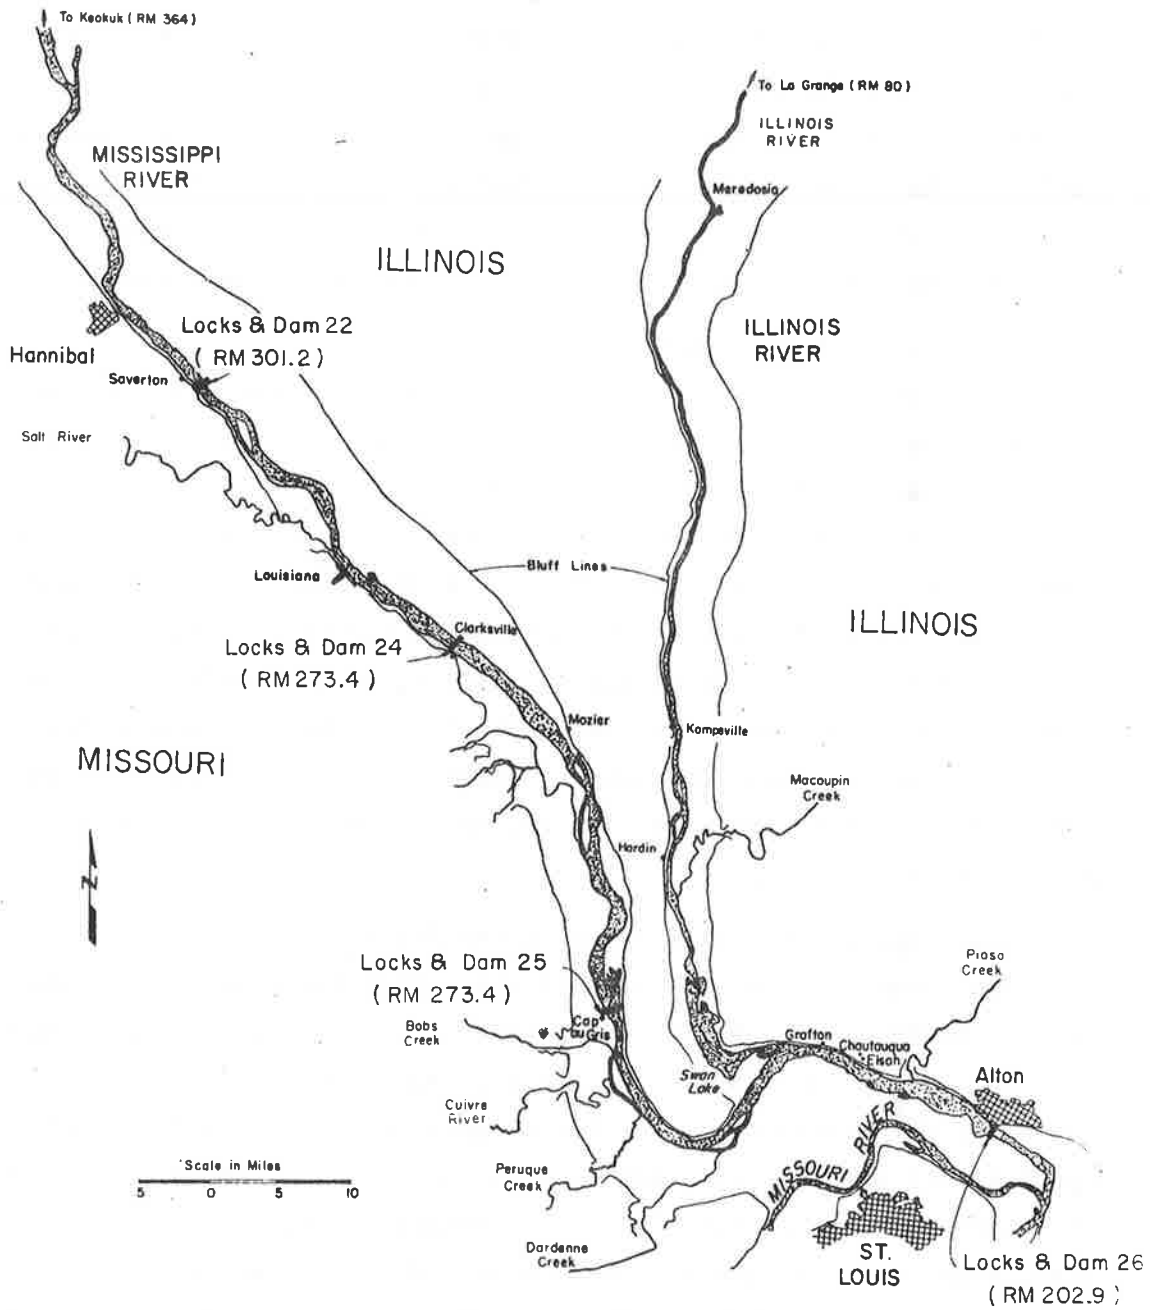 To Keokuk (RM 364)
To La Grange (RM 80)
ILLINOIS
RIVER
MISSISSIPPI
RIVER
Meredosia
ILLINOIS
Locks & Dam 22
(RM 301.2)
Hannibal
ILLINOIS
RIVER
Saverton
Salt River
Bluff Lines
Louisiana
Clarksville
ILLINOIS
Locks & Dam 24
(RM 273.4)
Mozier
Kampsville
MISSOURI
Macoupin
Creek
N
Hardin
Locks & Dam 25
(RM 273.4)
Piasa
Creek
Cap
au Gris
Bobs
Creek
Grafton
Chautauqua
Elsah
Swan
Lake
Alton
Cuivre
River
MISSOURI RIVER
Scale in Miles
5 0 5 10
Peruque
Creek
Dardenne
Creek
ST.
LOUIS
Locks & Dam 26
(RM 202.9)